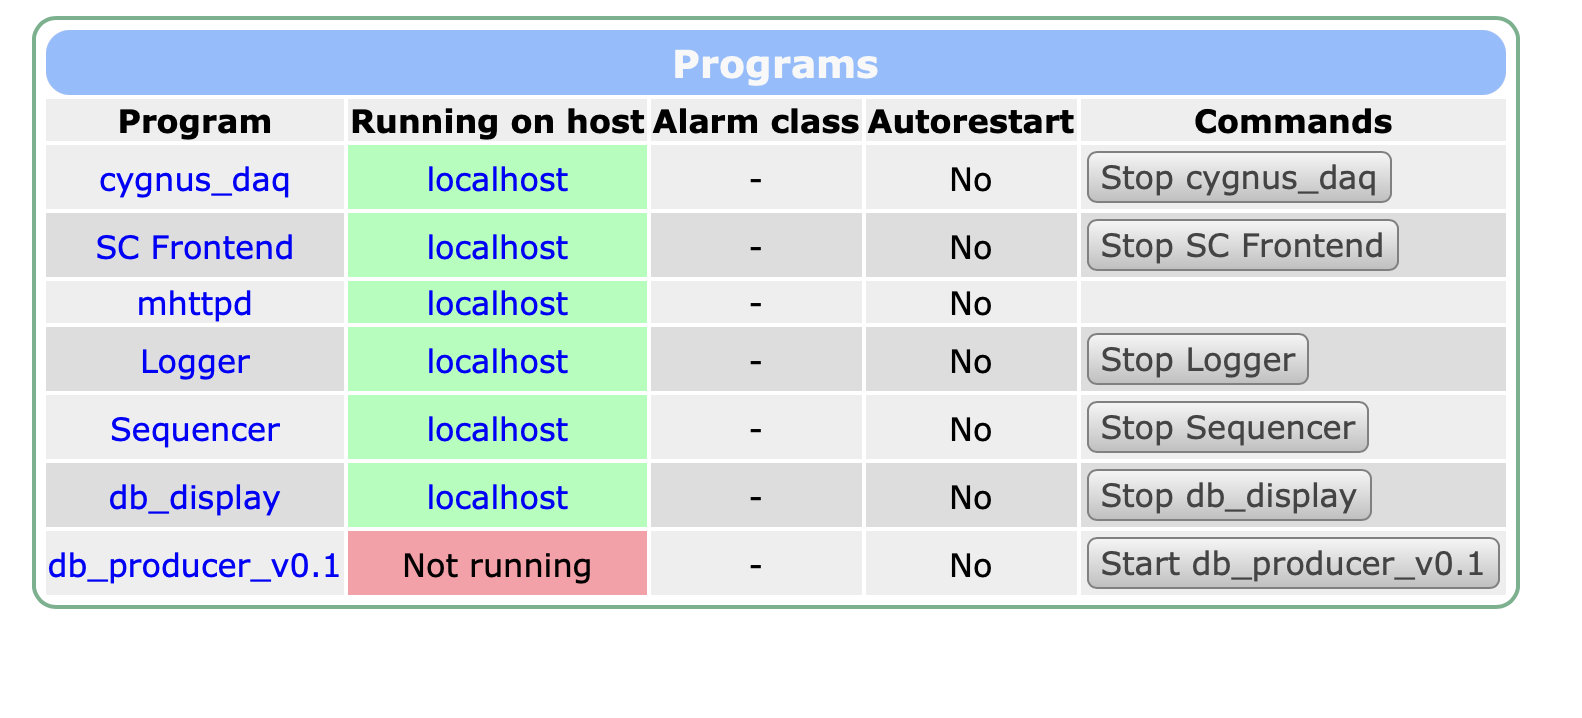 Programs
Program Running on host Alarm class Autorestart Commands
cygnus_daq localhost - No Stop cygnus_daq
SC Frontend localhost - No Stop SC Frontend
mhttpd localhost - No
Logger localhost - No Stop Logger
Sequencer localhost - No Stop Sequencer
db_display localhost - No Stop db_display
db_producer_v0.1 Not running - No Start db_producer_v0.1